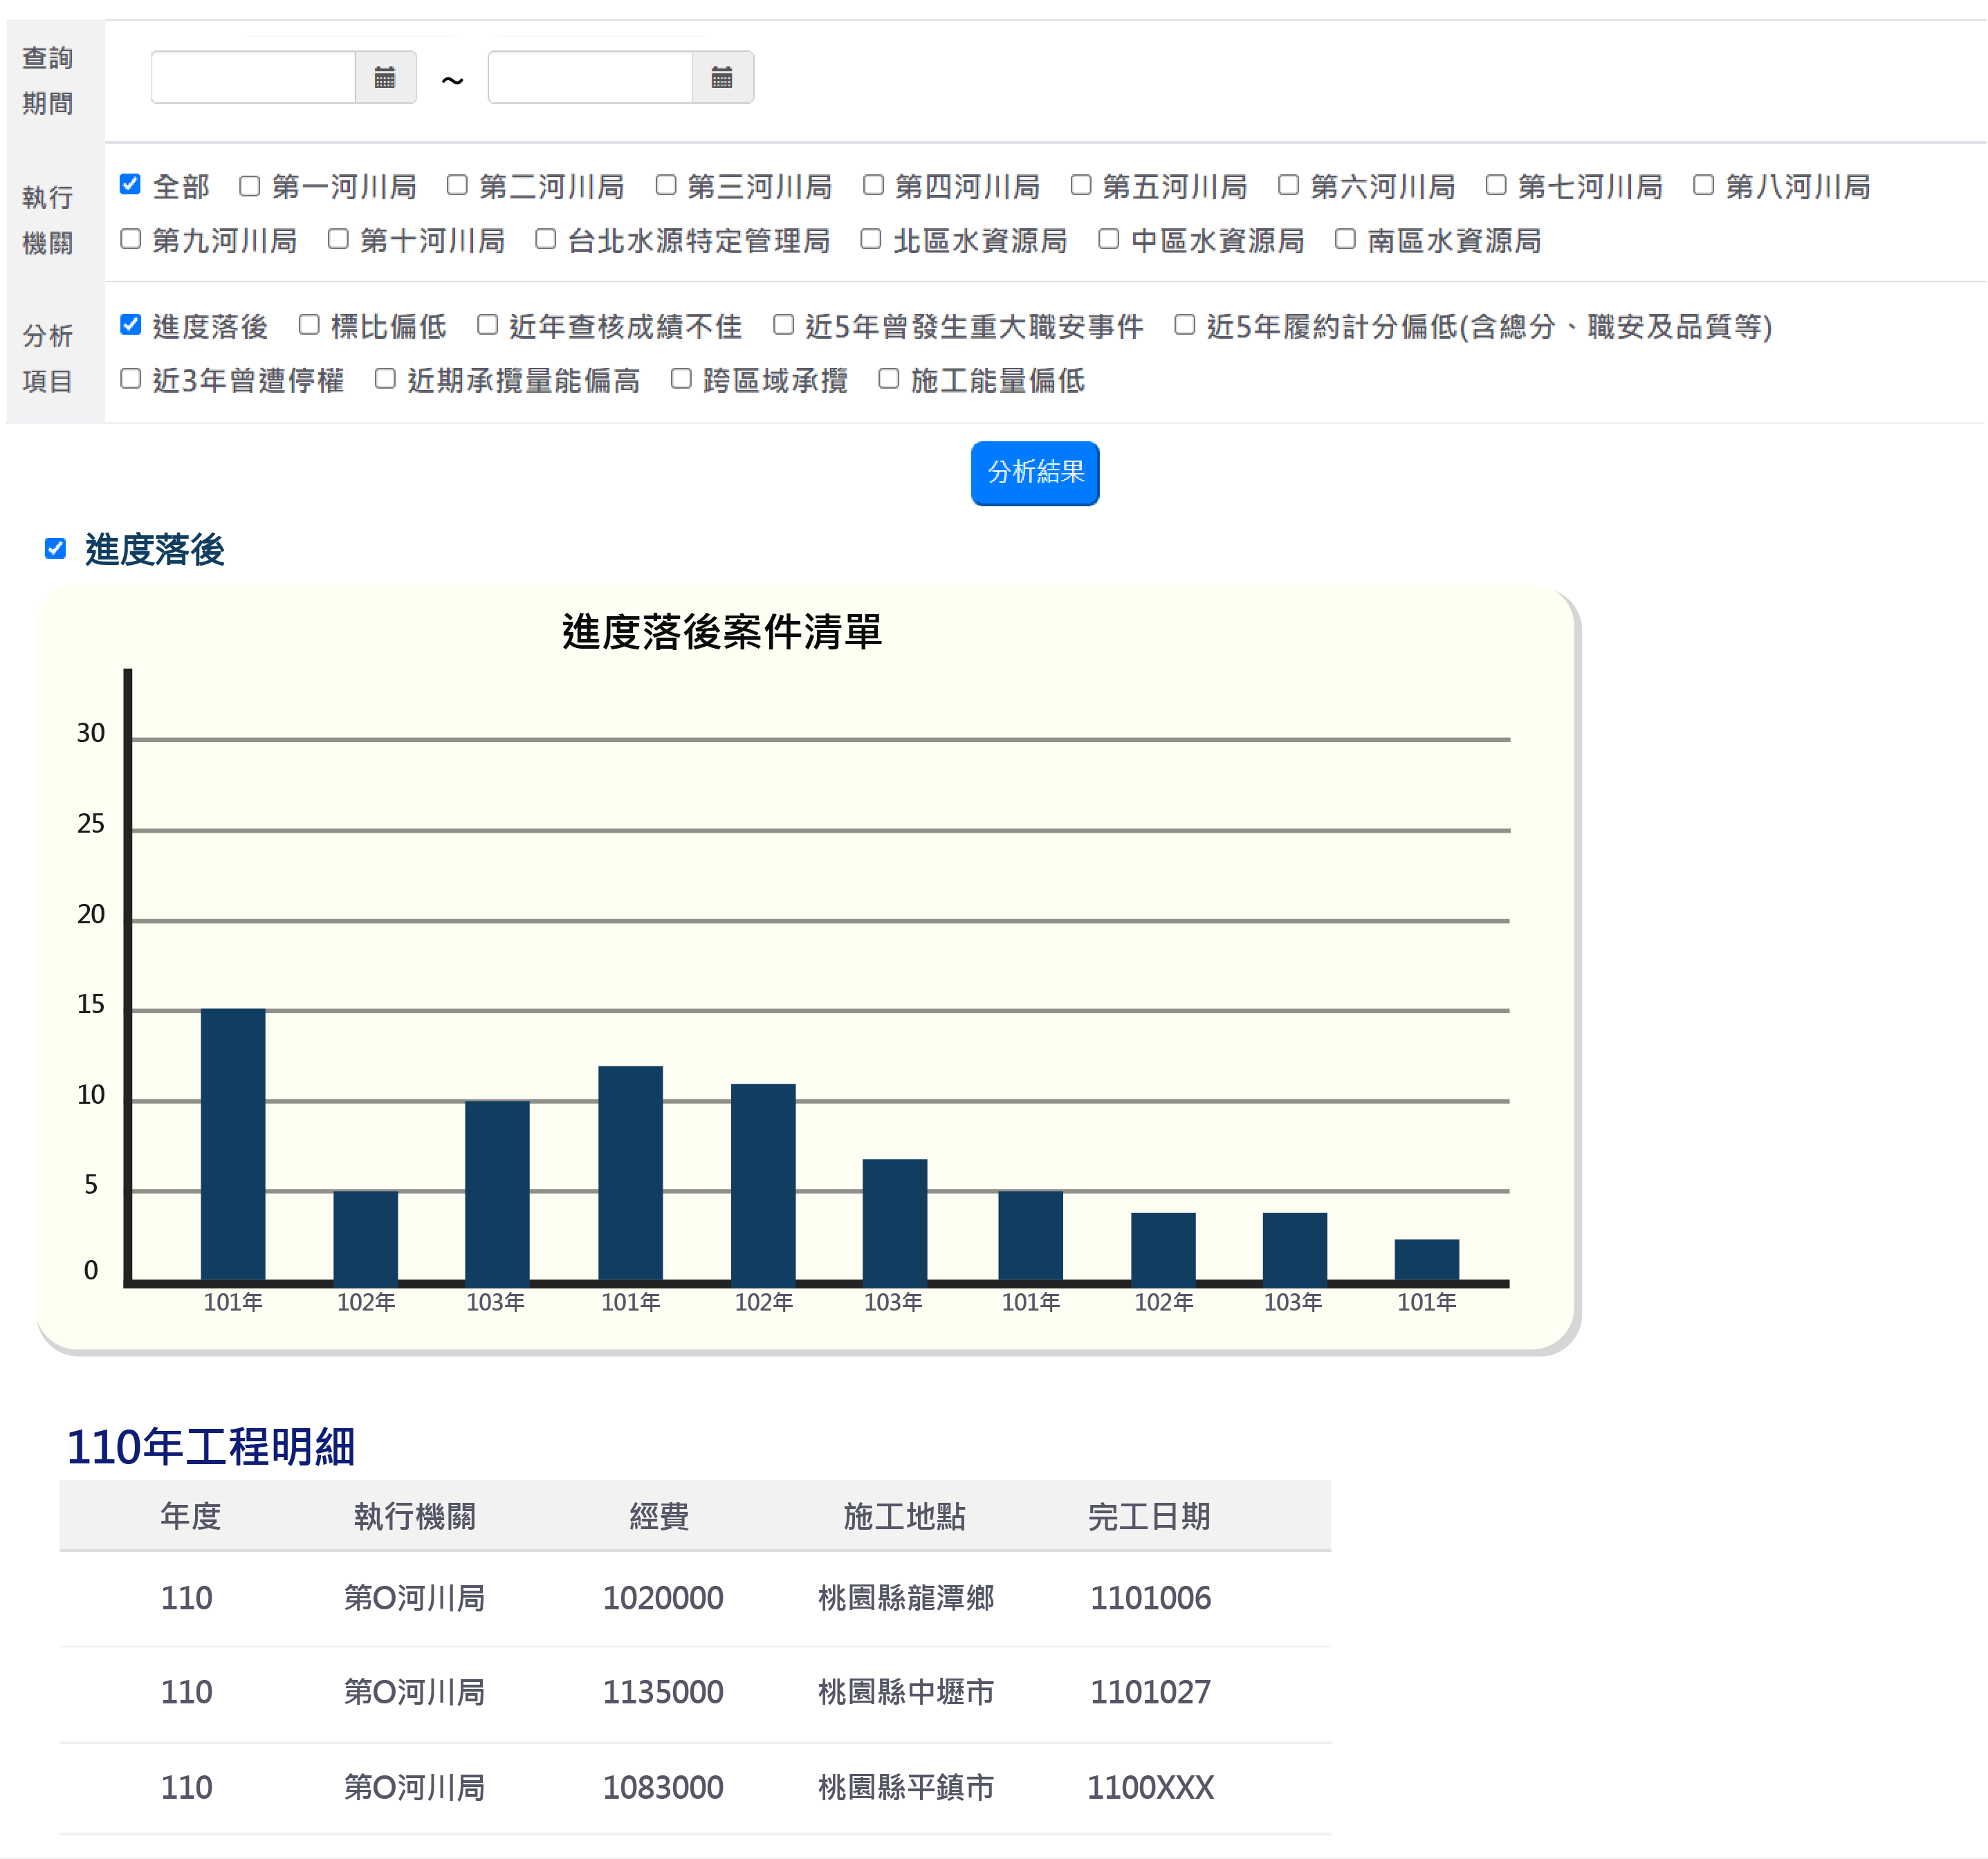 查詢
期間
~
執行
機關
全部 第一河川局 第二河川局 第三河川局 第四河川局 第五河川局 第六河川局 第七河川局 第八河川局
第九河川局 第十河川局 台北水源特定管理局 北區水資源局 中區水資源局 南區水資源局
分析
項目
進度落後 標比偏低 近年查核成績不佳 近5年曾發生重大職安事件 近5年履約計分偏低(含總分、職安及品質等)
近3年曾遭停權 近期承攬量能偏高 跨區域承攬 施工能量偏低
分析結果
進度落後
進度落後案件清單
30
25
20
15
10
5
0
101年 102年 103年 101年 102年 103年 101年 102年 103年 101年
110年工程明細
年度 執行機關 經費 施工地點 完工日期
110 第O河川局 1020000 桃園縣龍潭鄉 1101006
110 第O河川局 1135000 桃園縣中壢市 1101027
110 第O河川局 1083000 桃園縣平鎮市 1100XXX